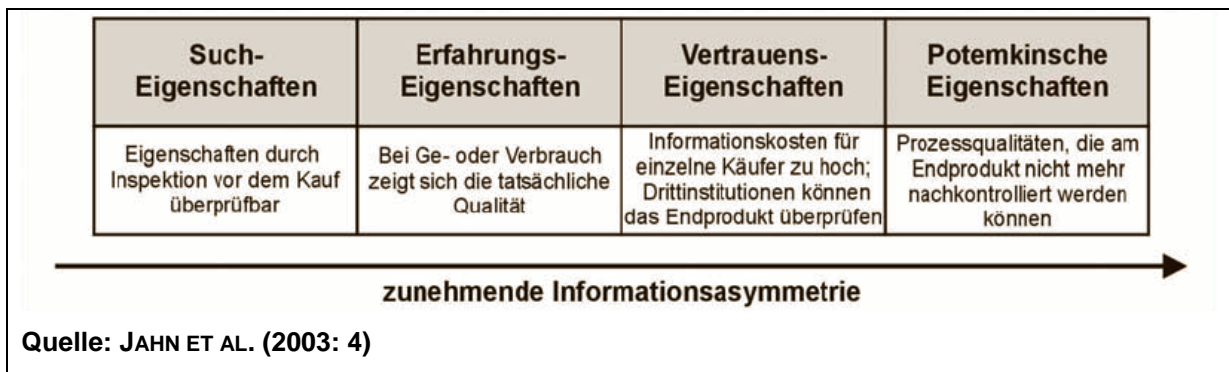 Such-
Eigenschaften
Erfahrungs-
Eigenschaften
Vertrauens-
Eigenschaften
Potemkinsche
Eigenschaften
Eigenschaften durch
Inspektion vor dem Kauf
überprüfbar
Bei Ge- oder Verbrauch
zeigt sich die tatsächliche
Qualität
Informationskosten für
einzelne Käufer zu hoch;
Drittinstitutionen können
das Endprodukt überprüfen
Prozessqualitäten, die am
Endprodukt nicht mehr
nachkontrolliert werden
können
zunehmende Informationsasymmetrie
Quelle: JAHN ET AL. (2003: 4)